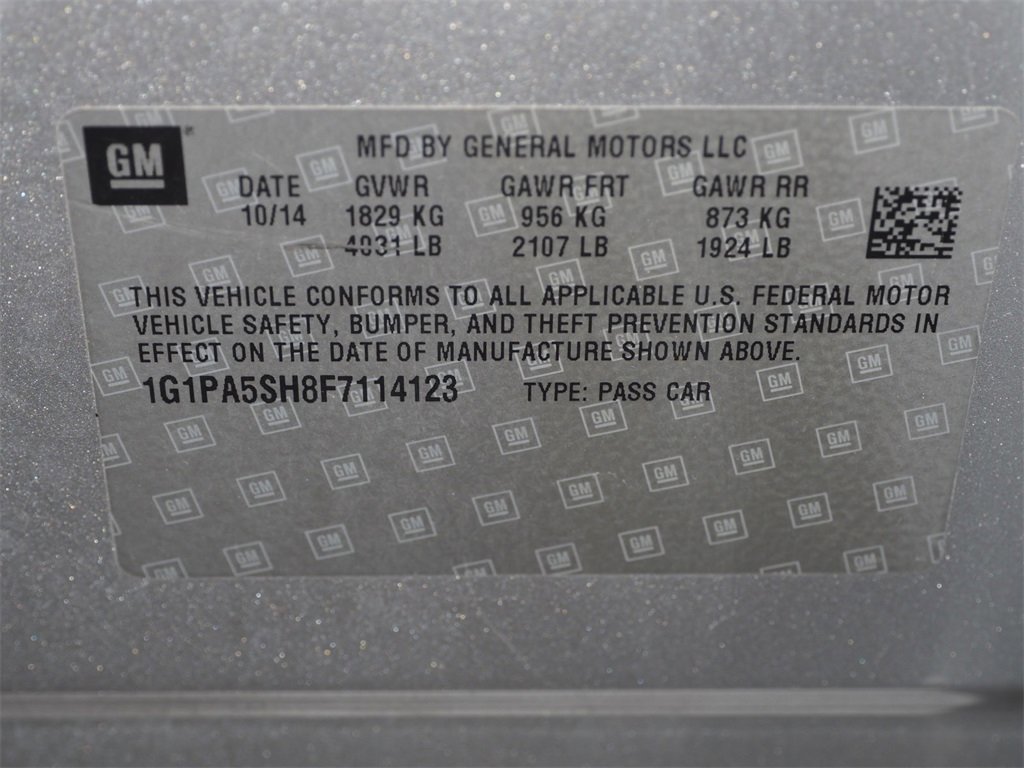 GM
MFD BY GENERAL MOTORS LLC
DATE GVWR GAWR FRT GAWR RR
10/14 1829 KG 956 KG 873 KG
4031 LB 2107 LB 1924 LB
THIS VEHICLE CONFORMS TO ALL APPLICABLE U.S. FEDERAL MOTOR
VEHICLE SAFETY, BUMPER, AND THEFT PREVENTION STANDARDS IN
EFFECT ON THE DATE OF MANUFACTURE SHOWN ABOVE.
1G1PA5SH8F7114123 TYPE: PASS CAR